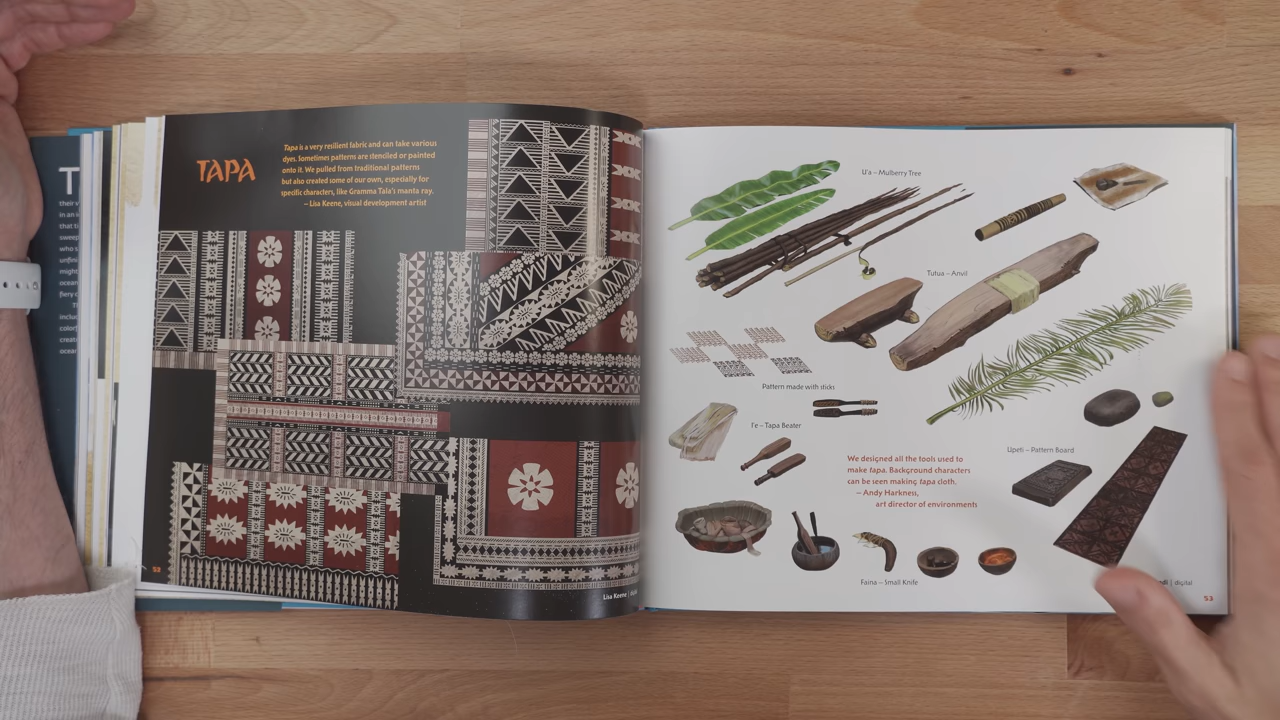 T
TAPA
Tapa is a very resilient fabric and can take various
dyes. Sometimes patterns are stenciled or painted
onto it. We pulled from traditional patterns
but also created some of our own, especially for
specific characters, like Gramma Tala's manta ray.
– Lisa Keene, visual development artist
Lisa Keene |
U'a – Mulberry Tree
Tutua – Anvil
Pattern made with sticks
I'e – Tapa Beater
We designed all the tools used to
make tapa. Background characters
can be seen making tapa cloth.
– Andy Harkness,
art director of environments
Upeti – Pattern Board
Faina – Small Knife
| digital
53